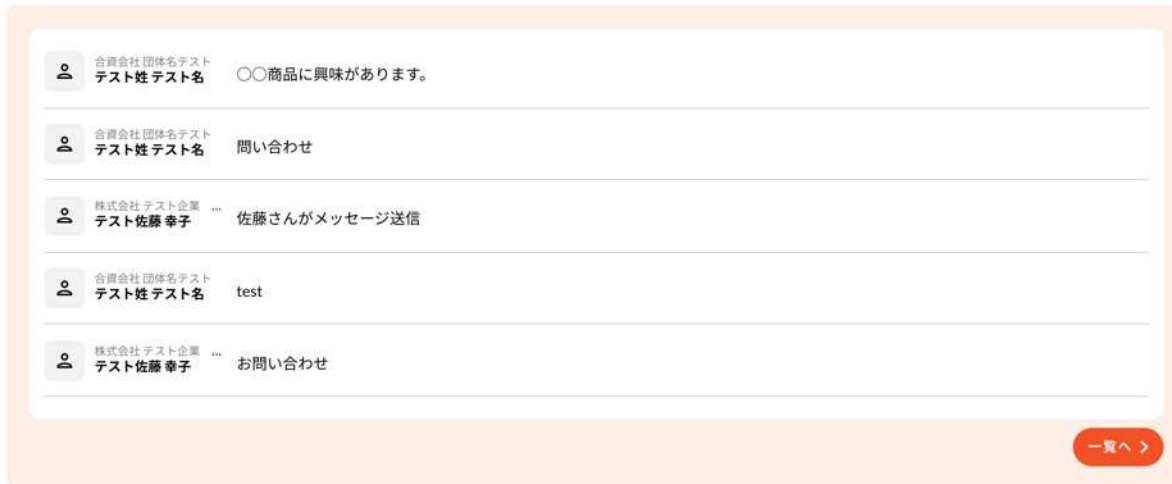 合資会社 団体名テスト
テスト姓 テスト名
〇〇商品に興味があります。
合資会社 団体名テスト
テスト姓 テスト名
問い合わせ
株式会社 テスト企業 ...
テスト佐藤 幸子
佐藤さんがメッセージ送信
合資会社 団体名テスト
テスト姓 テスト名
test
株式会社 テスト企業 ...
テスト佐藤 幸子
お問い合わせ
一覧へ